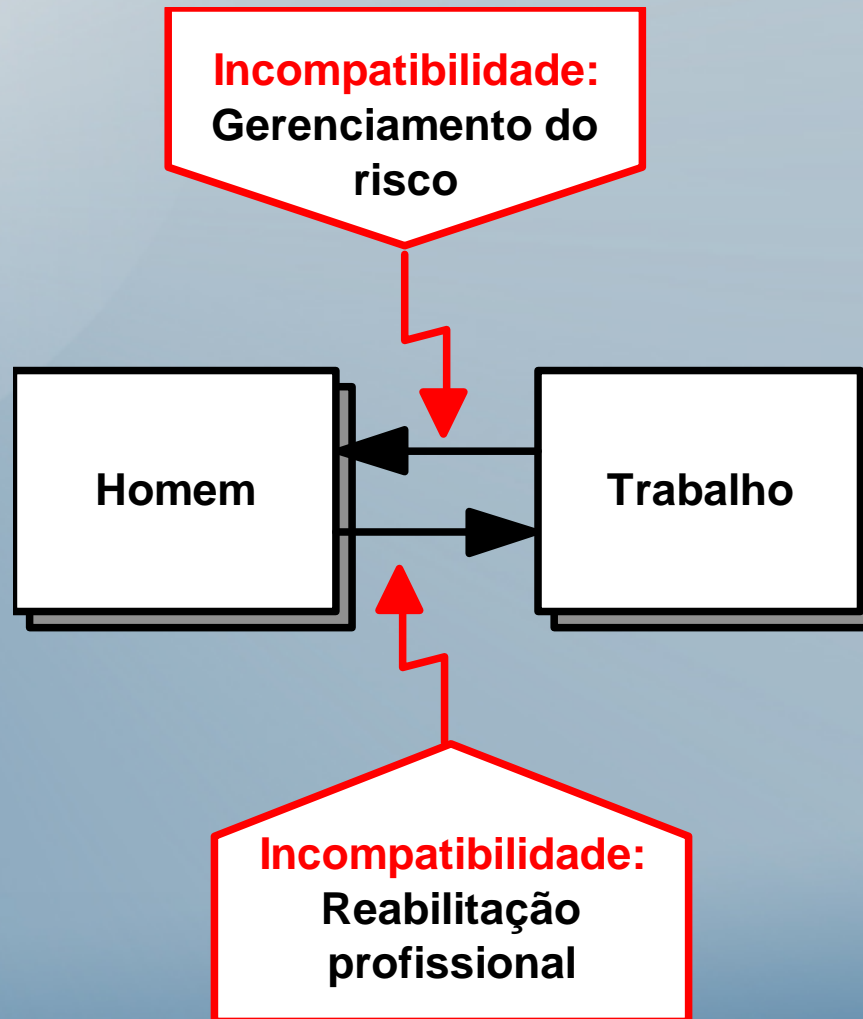 Incompatibilidade:
Gerenciamento do
risco
Homem
Trabalho
Incompatibilidade:
Reabilitação
profissional